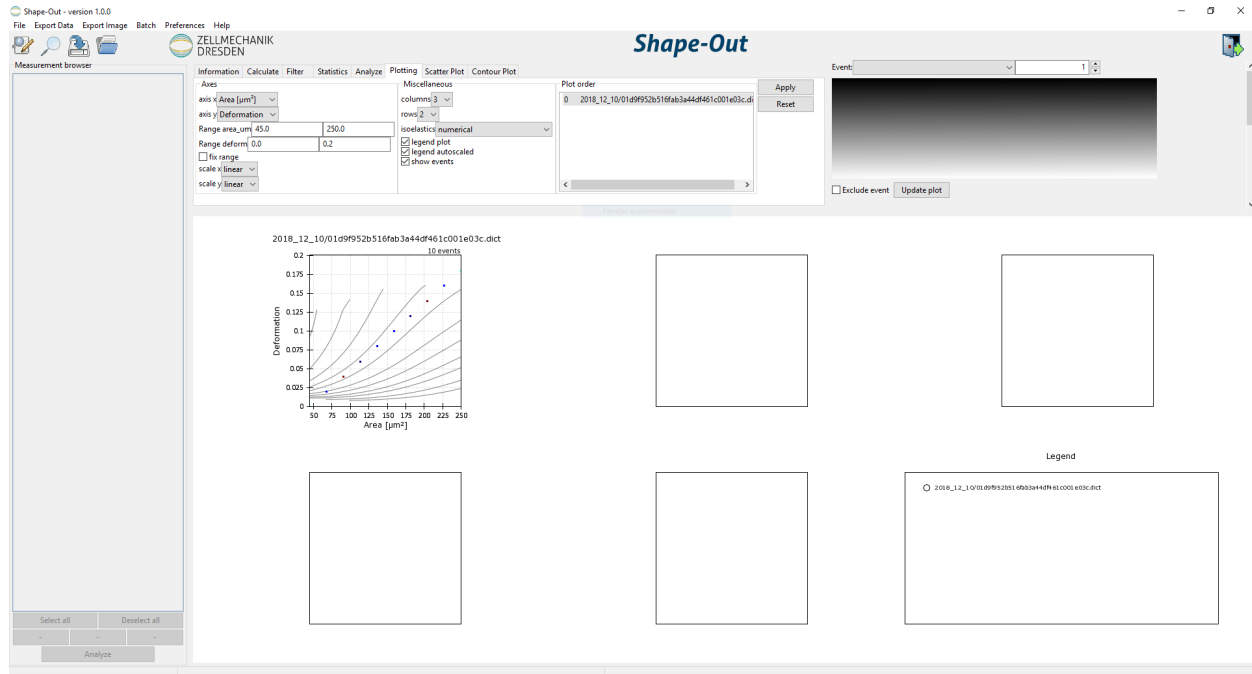 Shape-Out - version 1.0.0
File Export Data Export Image Batch Preferences Help
ZELLMECHANIK
DRESDEN
Shape-Out
Measurement browser
Information Calculate Filter Statistics Analyze Plotting Scatter Plot Contour Plot
Axes
axis x Area [µm²]
axis y Deformation
Range area_um 45.0 250.0
Range deform 0.0 0.2
fix range
scale x linear
scale y linear
Miscellaneous
columns 3
rows 2
isoelastics numerical
legend plot
legend autoscaled
show events
Plot order
0 2018_12_10/01d9f952b516fab3a44df461c001e03c.di
Apply
Reset
Event: 1
Exclude event Update plot
Fenster ausschneiden
2018_12_10/01d9f952b516fab3a44df461c001e03c.dict
10 events
0.2
0.175
0.15
0.125
0.1
0.075
0.05
0.025
0
Deformation
50 75 100 125 150 175 200 225 250
Area [µm²]
Legend
2018_12_10/01d9f952b516fab3a44df461c001e03c.dict
Select all Deselect all
- - -
Analyze